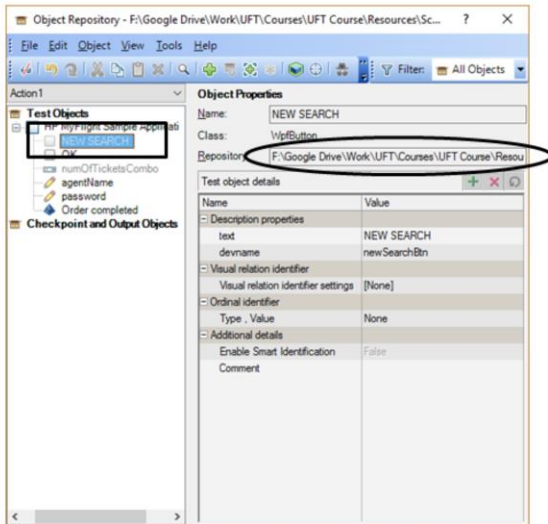 Object Repository - F:\Google Drive\Work\UFT\Courses\UFT Course\Resources\Sc...
File Edit Object View Tools Help
Filter: All Objects
Action1
Test Objects
HP MyFlight Sample Applicati
NEW SEARCH
OK
numOfTicketsCombo
agentName
password
Order completed
Checkpoint and Output Objects
Object Properties
Name: NEW SEARCH
Class: WpfButton
Repository F:\Google Drive\Work\UFT\Courses\UFT Course\Resou
Test object details
Name Value
Description properties
text NEW SEARCH
devname newSearchBtn
Visual relation identifier
Visual relation identifier settings [None]
Ordinal identifier
Type , Value None
Additional details
Enable Smart Identification False
Comment